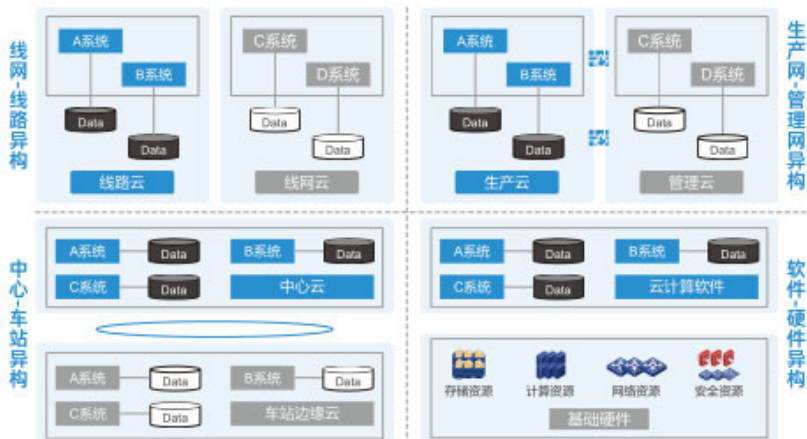 线网-线路异构
A系统
B系统
Data
Data
线路云
C系统
D系统
Data
Data
线网云
A系统
B系统
Data
Data
生产云
C系统
D系统
Data
Data
管理云
生产网-管理网异构
中心-车站异构
A系统
Data
B系统
Data
C系统
Data
中心云
A系统
Data
B系统
Data
C系统
Data
车站边缘云
A系统
Data
B系统
Data
C系统
Data
云计算软件
存储资源
计算资源
网络资源
安全资源
基础硬件
软件-硬件异构